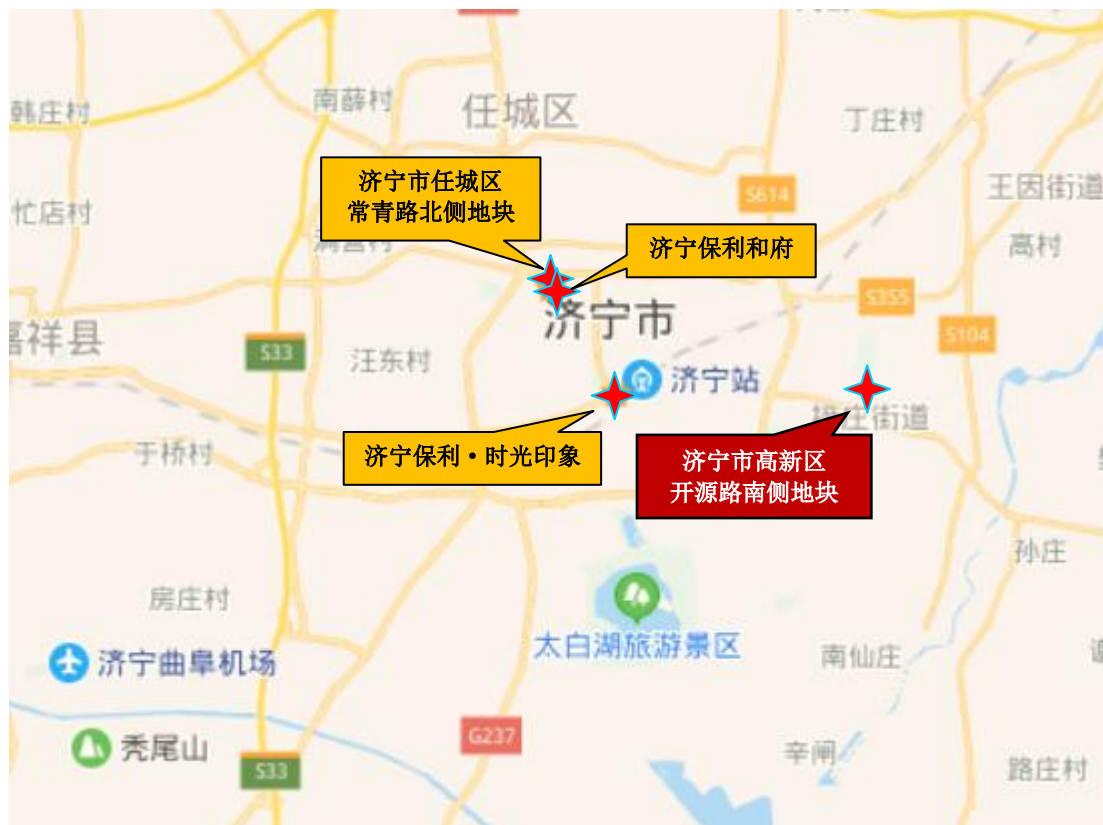 韩庄村
南薛村
任城区
丁庄村
济宁市任城区
常青路北侧地块
S614
王因街道
忙店村
济宁保利和府
高村
S355
济宁市
嘉祥县
S33
汪东村
S104
济宁站
接庄街道
于桥村
济宁保利·时光印象
济宁市高新区
开源路南侧地块
孙庄
房庄村
太白湖旅游景区
济宁曲阜机场
南仙庄
秃尾山
G237
辛闸
S33
路庄村